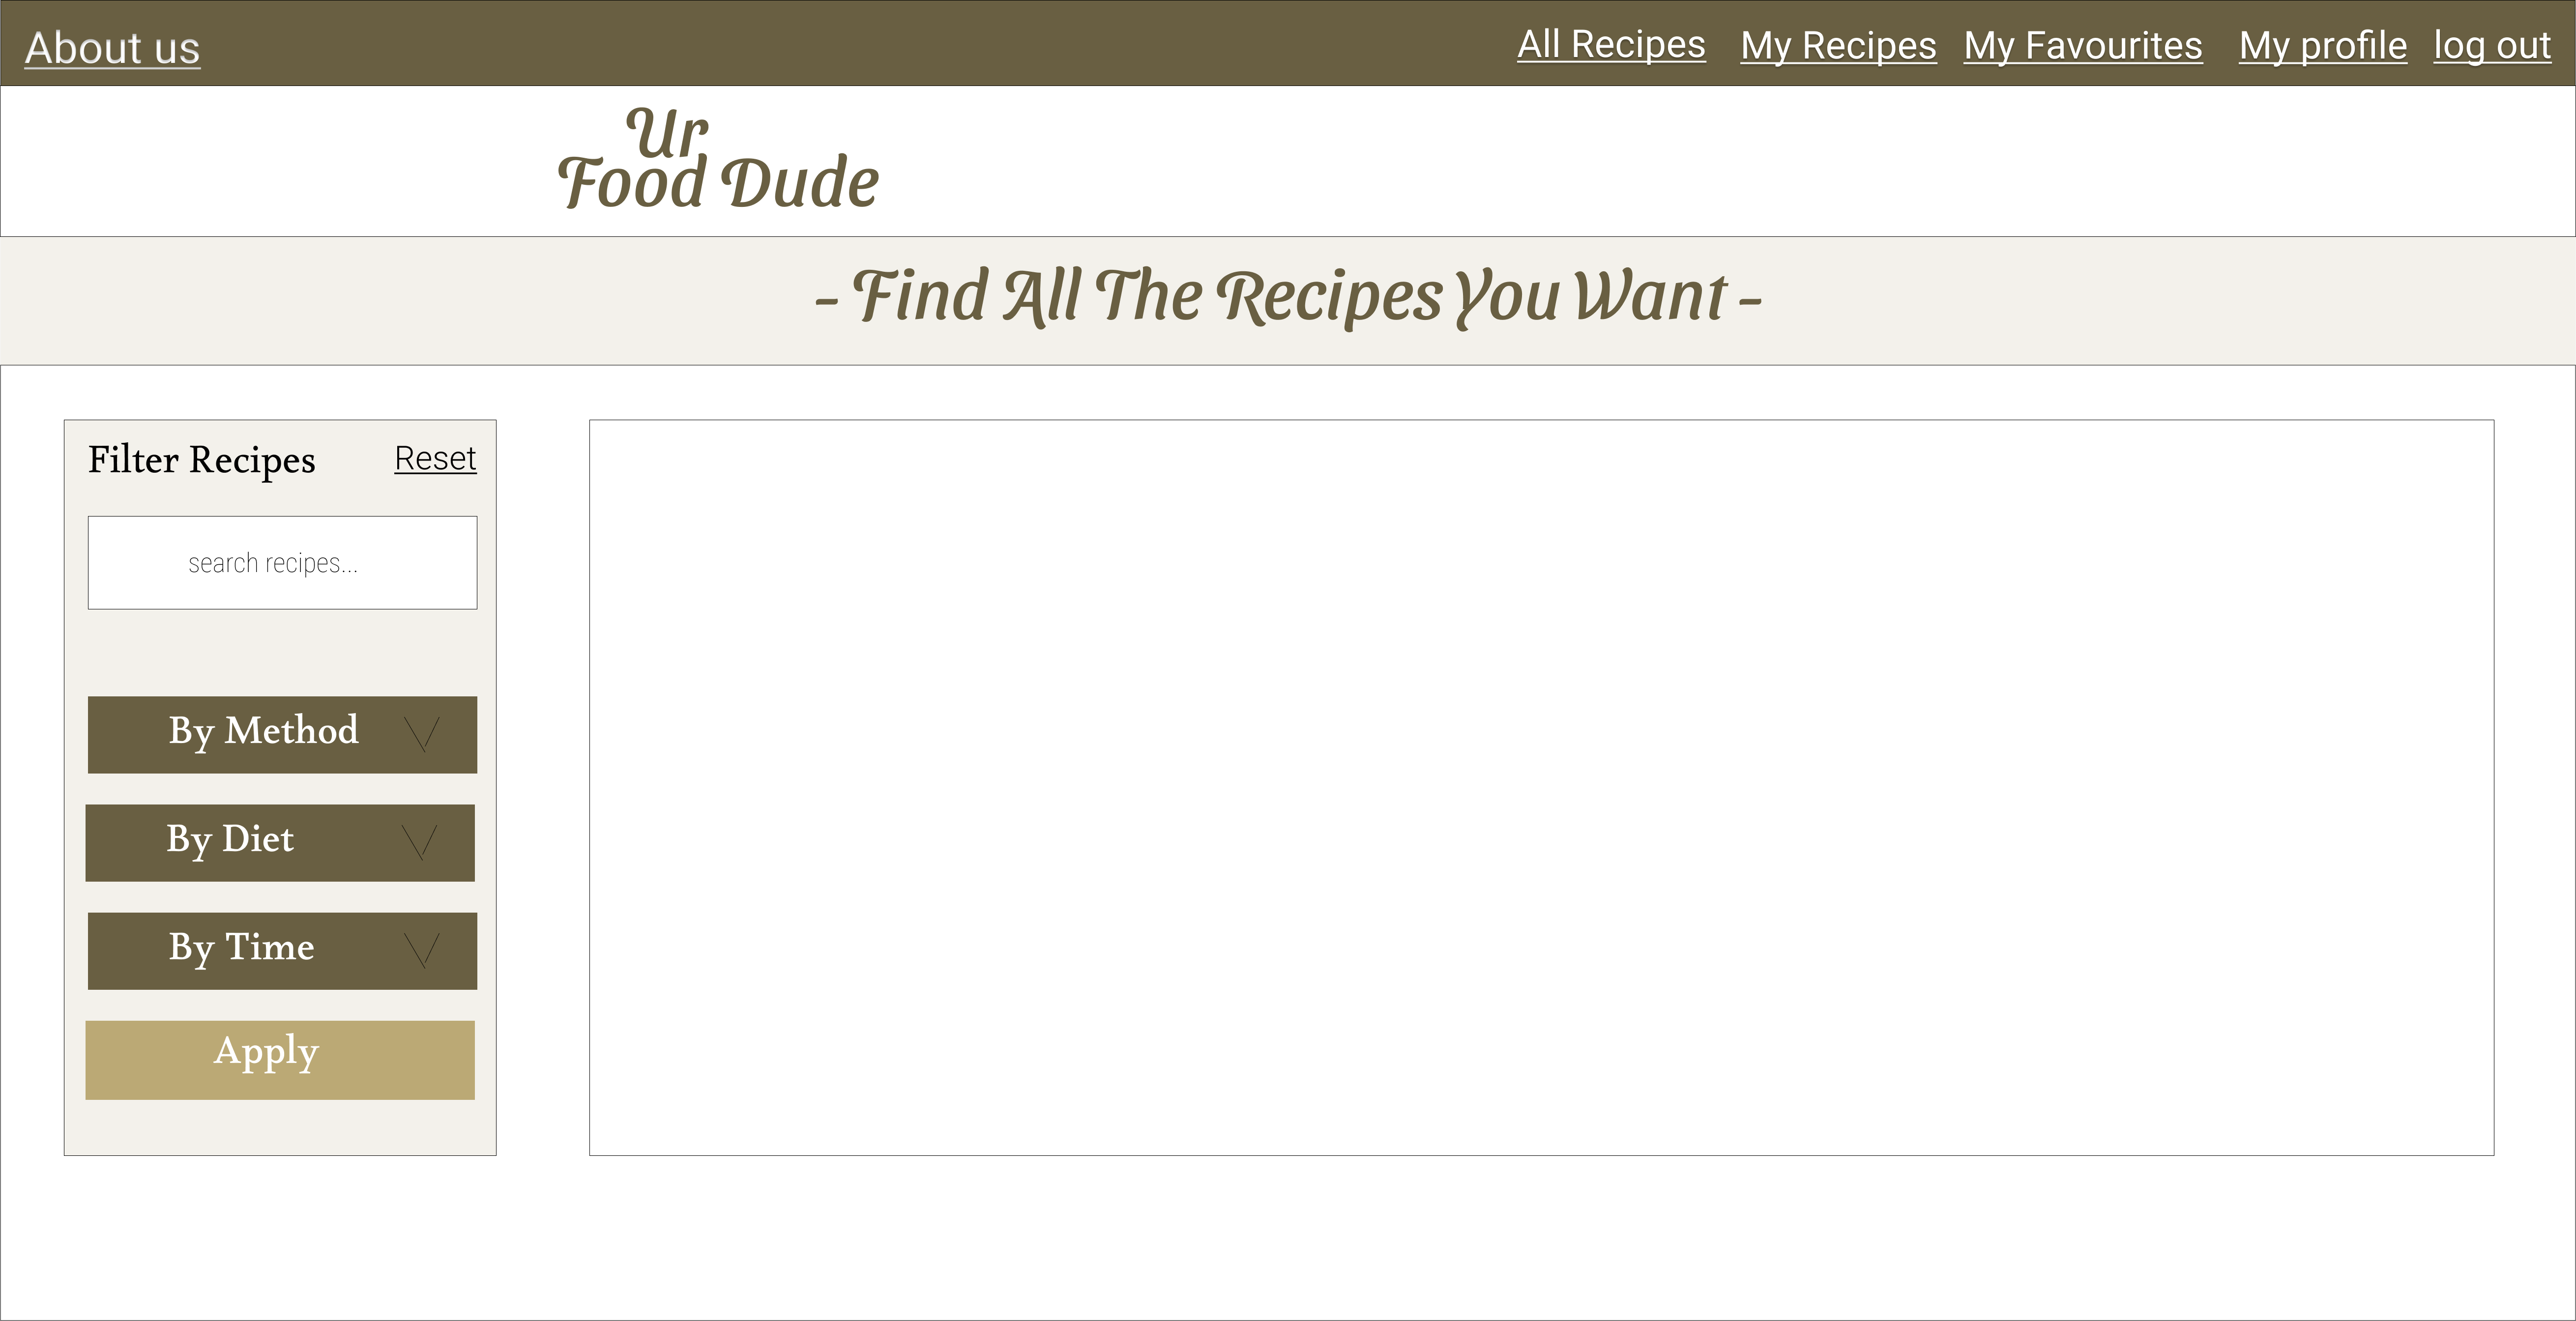 About us
All Recipes
My Recipes
My Favourites
My profile
log out
Ur
Food Dude
- Find All The Recipes You Want -
Filter Recipes
Reset
search recipes...
By Method
By Diet
By Time
Apply